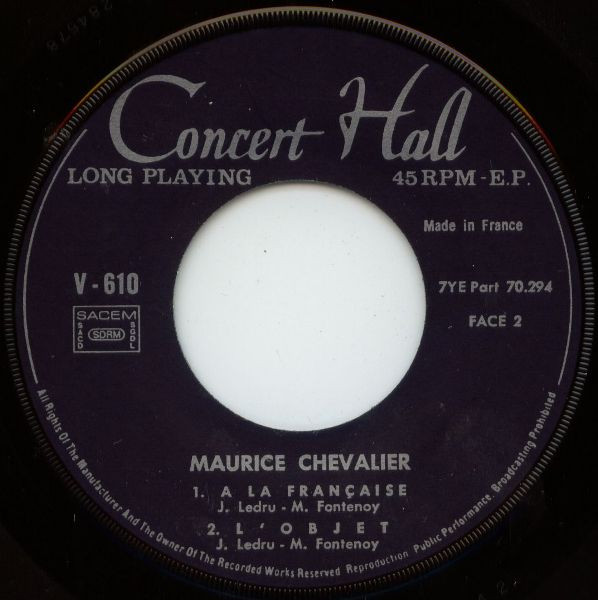 Concert Hall
LONG PLAYING
45 RPM - E.P.
Made in France
V - 610
7YE Part 70.294
FACE 2
SACEM
SACD
SDRM
SGDL
MAURICE CHEVALIER
1. A LA FRANÇAISE
J. Ledru - M. Fontenoy
2. L'OBJET
J. Ledru - M. Fontenoy
All Rights Of The Manufacturer And The Owner Of The Recorded Works Reserved Reproduction Public Performance Broadcasting Prohibited